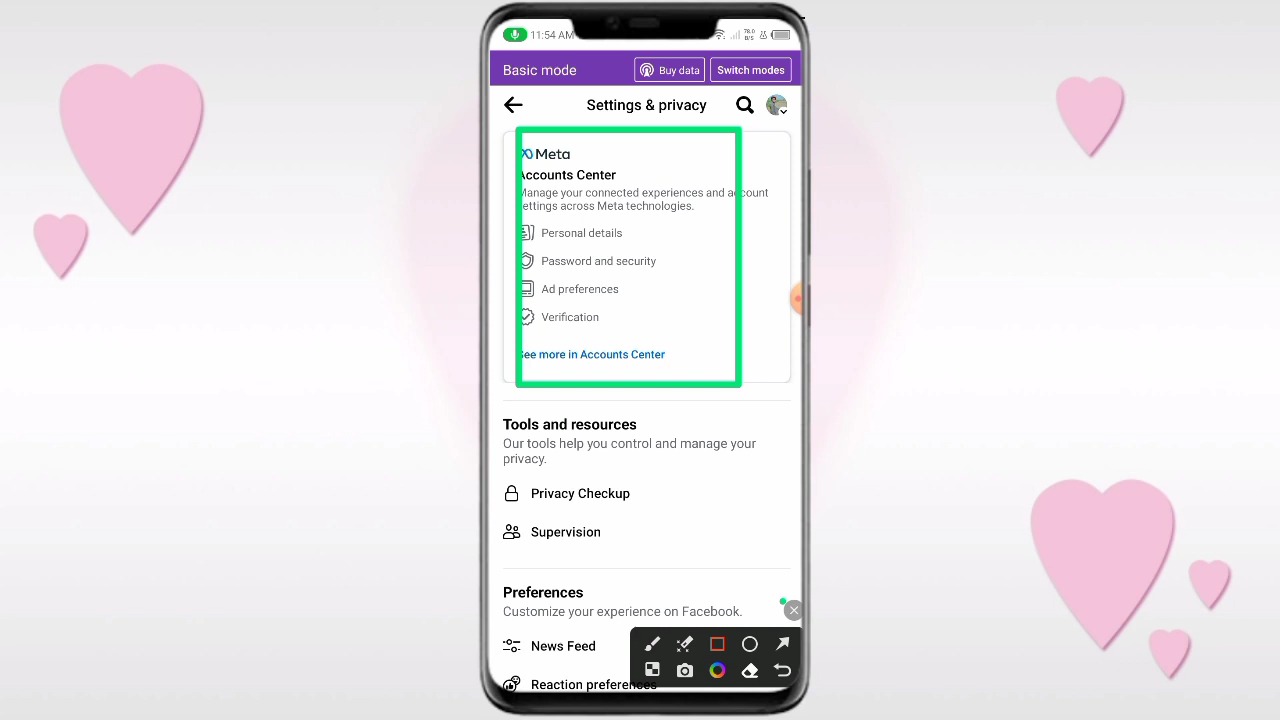 11:54 AM
78.0
B/S
Basic mode
Buy data
Switch modes
Settings & privacy
Meta
Accounts Center
Manage your connected experiences and account
settings across Meta technologies.
Personal details
Password and security
Ad preferences
Verification
See more in Accounts Center
Tools and resources
Our tools help you control and manage your
privacy.
Privacy Checkup
Supervision
Preferences
Customize your experience on Facebook.
News Feed
Reaction preferences